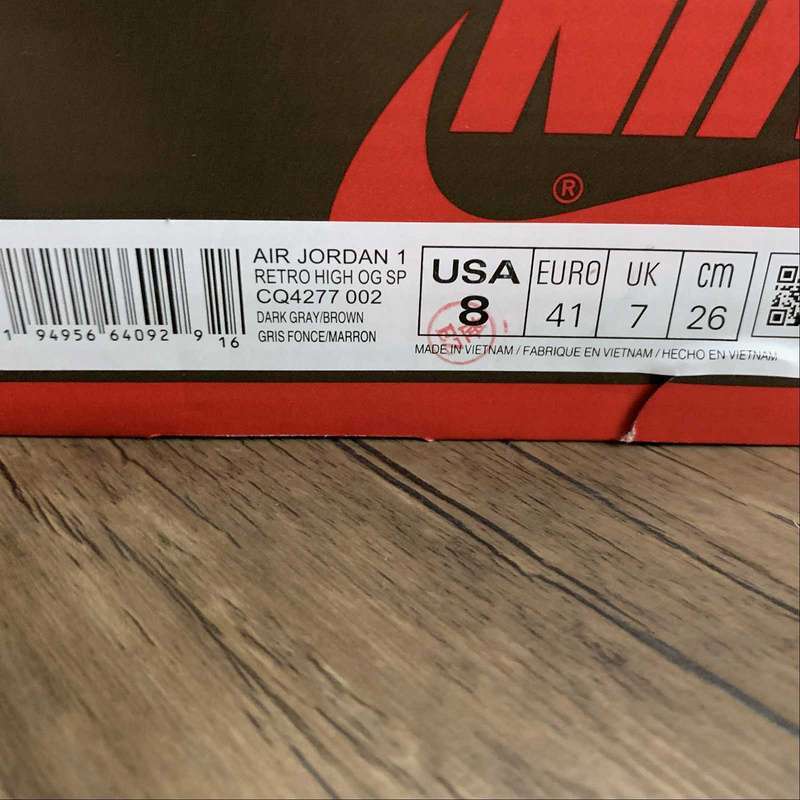 NIKE
®
AIR JORDAN 1
RETRO HIGH OG SP
CQ4277 002
DARK GRAY/BROWN
GRIS FONCE/MARRON
1 94956 64092 9 16
USA EURO UK cm
8 41 7 26
MADE IN VIETNAM / FABRIQUE EN VIETNAM / HECHO EN VIETNAM